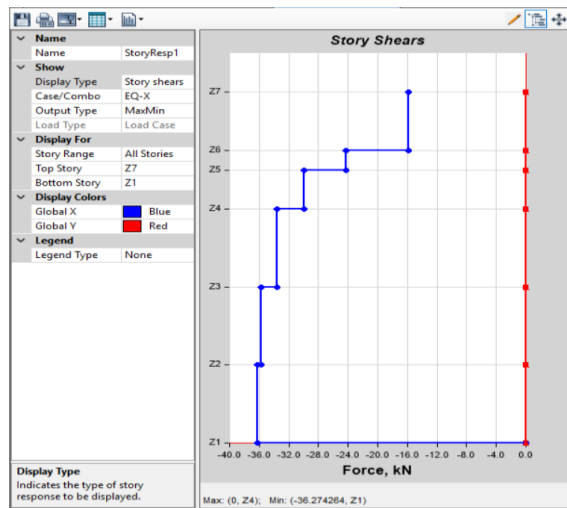 Name
Name StoryResp1
Show
Display Type Story shears
Case/Combo EQ-X
Output Type MaxMin
Load Type Load Case
Display For
Story Range All Stories
Top Story Z7
Bottom Story Z1
Display Colors
Global X Blue
Global Y Red
Legend
Legend Type None
Display Type
Indicates the type of story
response to be displayed.
Story Shears
Z7
Z6
Z5
Z4
Z3
Z2
Z1
-40.0 -36.0 -32.0 -28.0 -24.0 -20.0 -16.0 -12.0 -8.0 -4.0 0.0
Force, kN
Max: (0, Z4); Min: (-36.274264, Z1)